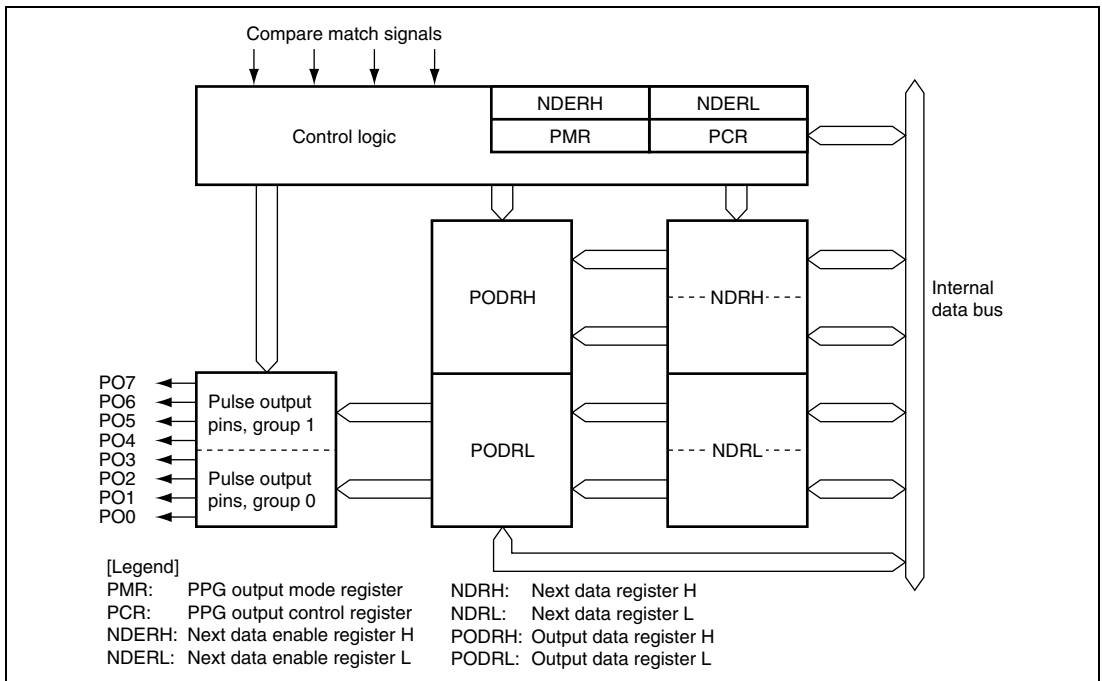 Compare match signals
NDERH
NDERL
Control logic
PMR
PCR
PODRH
NDRH
Internal
data bus
PO7
PO6
PO5
PO4
PO3
PO2
PO1
PO0
Pulse output
pins, group 1
Pulse output
pins, group 0
PODRL
NDRL
[Legend]
PMR: PPG output mode register
PCR: PPG output control register
NDERH: Next data enable register H
NDERL: Next data enable register L
NDRH: Next data register H
NDRL: Next data register L
PODRH: Output data register H
PODRL: Output data register L